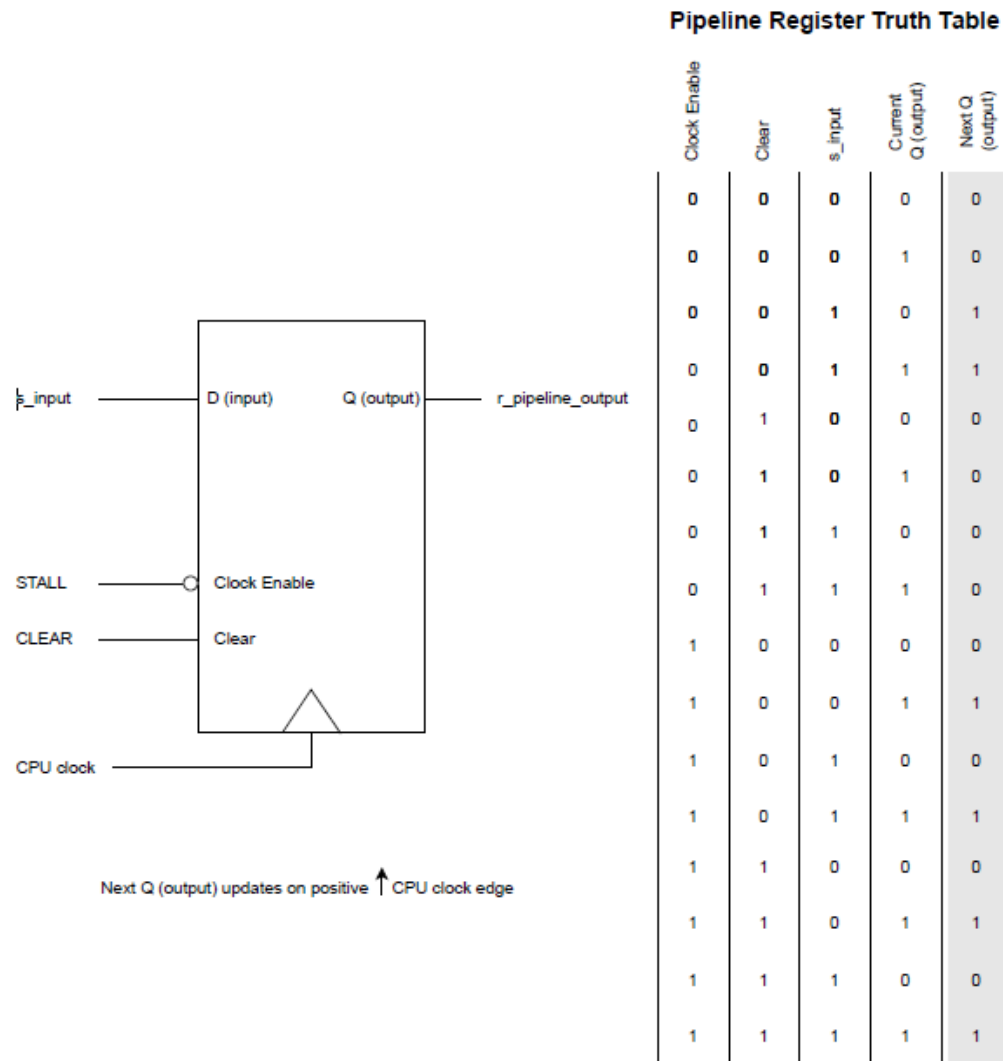 Pipeline Register Truth Table
Clock Enable
Clear
s_input
Current
Q (output)
Next Q
(output)
0 0 0 0 0
0 0 0 1 0
0 0 1 0 1
0 0 1 1 1
0 1 0 0 0
0 1 0 1 0
0 1 1 0 0
0 1 1 1 0
1 0 0 0 0
1 0 0 1 1
1 0 1 0 0
1 0 1 1 1
1 1 0 0 0
1 1 0 1 1
1 1 1 0 0
1 1 1 1 1
s_input
D (input)
Q (output)
r_pipeline_output
STALL
Clock Enable
CLEAR
Clear
CPU clock
Next Q (output) updates on positive ↑ CPU clock edge